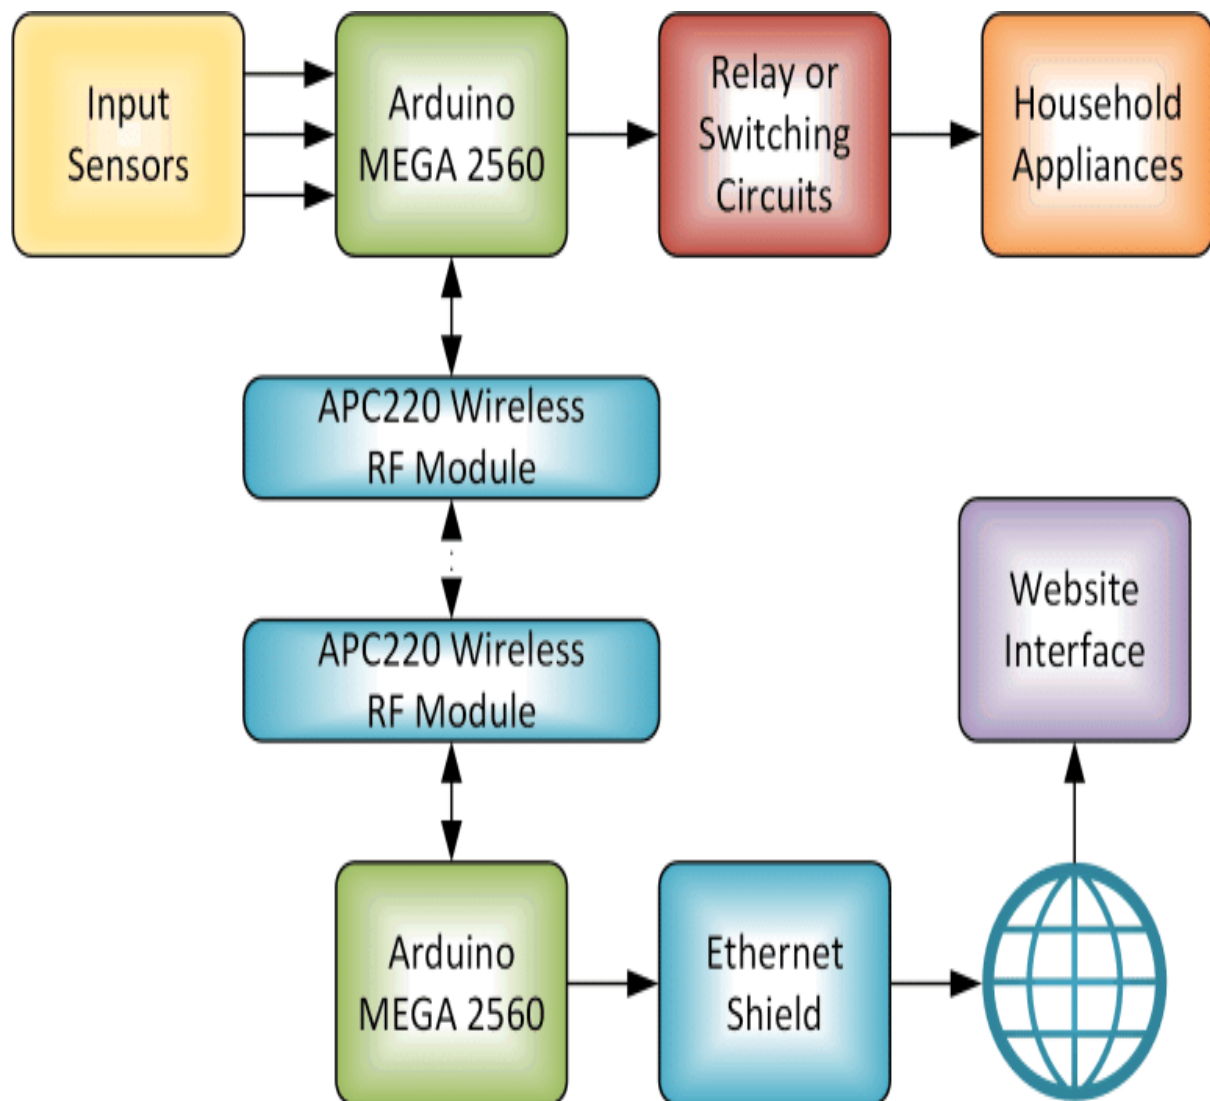 Input
Sensors
Arduino
MEGA 2560
Relay or
Switching
Circuits
Household
Appliances
APC220 Wireless
RF Module
APC220 Wireless
RF Module
Website
Interface
Arduino
MEGA 2560
Ethernet
Shield